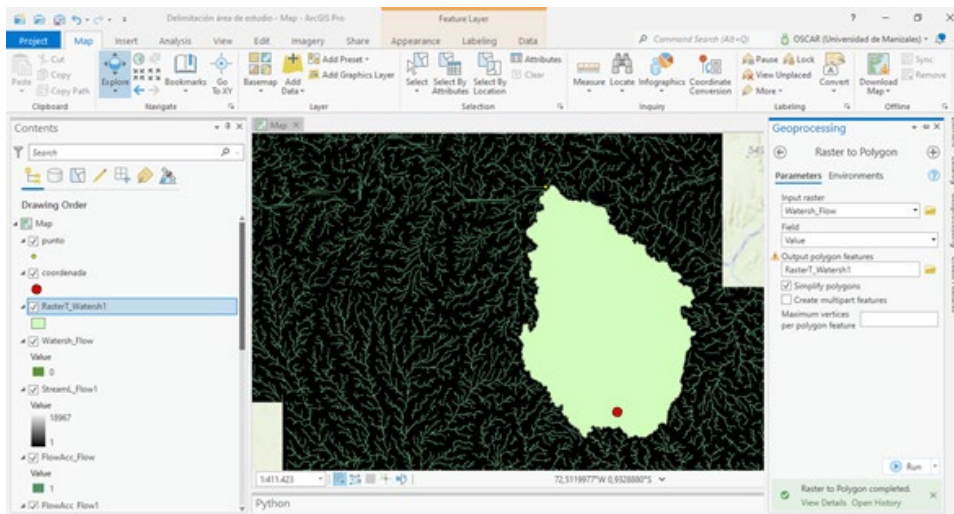 Delimitación área de estudio - Map - ArcGIS Pro
Feature Layer
? – X
Project Map Insert Analysis View Edit Imagery Share Appearance Labeling Data
Command Search (Alt+Q)
OSCAR (Universidad de Manizales)
Paste
Cut
Copy
Copy Path
Clipboard
Explore
Bookmarks
Go To XY
Navigate
Basemap
Add Data
Add Preset
Add Graphics Layer
Layer
Select
Select By Attributes
Select By Location
Attributes
Clear
Selection
Measure
Locate
Infographics
Coordinate Conversion
Inquiry
Pause
Lock
View Unplaced
More
Convert
Labeling
Download Map
Sync
Remove
Offline
Contents
Search
Drawing Order
Map
punto
coordenada
RasterT_Watersh1
Watersh_Flow
Value
0
StreamL_Flow1
Value
18967
1
FlowAcc_Flow
Value
1
FlowAcc_Flow1
Map
1:411.423
72,5119977°W 0,9328880°S
Python
Geoprocessing
Raster to Polygon
Parameters Environments
Input raster
Watersh_Flow
Field
Value
Output polygon features
RasterT_Watersh1
Simplify polygons
Create multipart features
Maximum vertices
per polygon feature
Run
Raster to Polygon completed.
View Details Open History